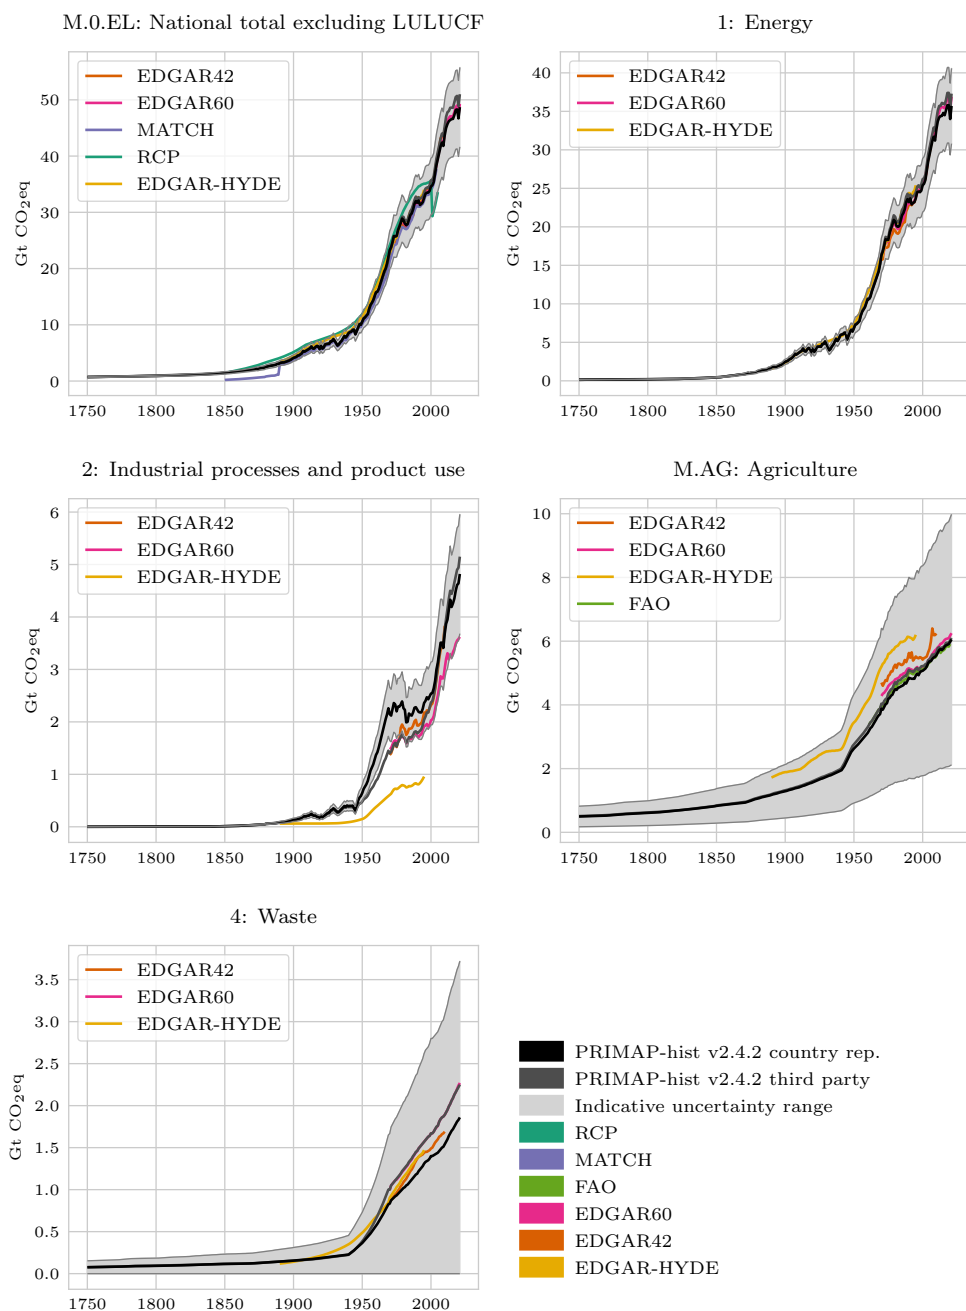 M.0.EL: National total excluding LULUCF
EDGAR42
EDGAR60
MATCH
RCP
EDGAR-HYDE
Gt CO₂eq
50
40
30
20
10
0
1750 1800 1850 1900 1950 2000
1: Energy
EDGAR42
EDGAR60
EDGAR-HYDE
Gt CO₂eq
40
35
30
25
20
15
10
5
0
1750 1800 1850 1900 1950 2000
2: Industrial processes and product use
EDGAR42
EDGAR60
EDGAR-HYDE
Gt CO₂eq
6
5
4
3
2
1
0
1750 1800 1850 1900 1950 2000
M.AG: Agriculture
EDGAR42
EDGAR60
EDGAR-HYDE
FAO
Gt CO₂eq
10
8
6
4
2
0
1750 1800 1850 1900 1950 2000
4: Waste
EDGAR42
EDGAR60
EDGAR-HYDE
Gt CO₂eq
3.5
3.0
2.5
2.0
1.5
1.0
0.5
0.0
1750 1800 1850 1900 1950 2000
PRIMAP-hist v2.4.2 country rep.
PRIMAP-hist v2.4.2 third party
Indicative uncertainty range
RCP
MATCH
FAO
EDGAR60
EDGAR42
EDGAR-HYDE